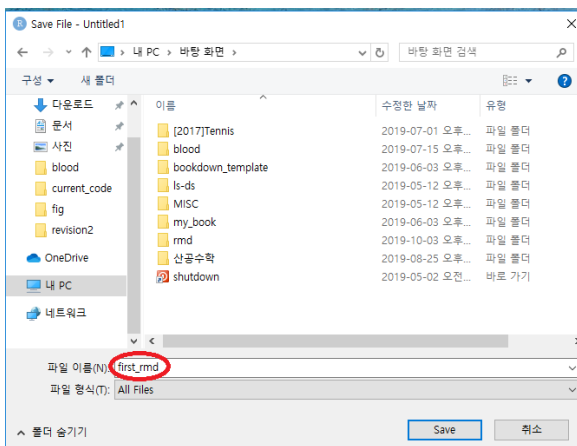 Save File - Untitled1
내 PC > 바탕 화면 >
바탕 화면 검색
구성
새 폴더
다운로드
문서
사진
blood
current_code
fig
revision2
OneDrive
내 PC
네트워크
이름 수정한 날짜 유형
[2017]Tennis 2019-07-01 오후... 파일 폴더
blood 2019-07-15 오후... 파일 폴더
bookdown_template 2019-06-03 오후... 파일 폴더
ls-ds 2019-05-12 오후... 파일 폴더
MISC 2019-05-12 오후... 파일 폴더
my_book 2019-06-03 오후... 파일 폴더
rmd 2019-10-03 오후... 파일 폴더
산공수학 2019-08-25 오후... 파일 폴더
shutdown 2019-05-02 오전... 바로 가기
파일 이름(N): first_rmd
파일 형식(T): All Files
폴더 숨기기
Save
취소